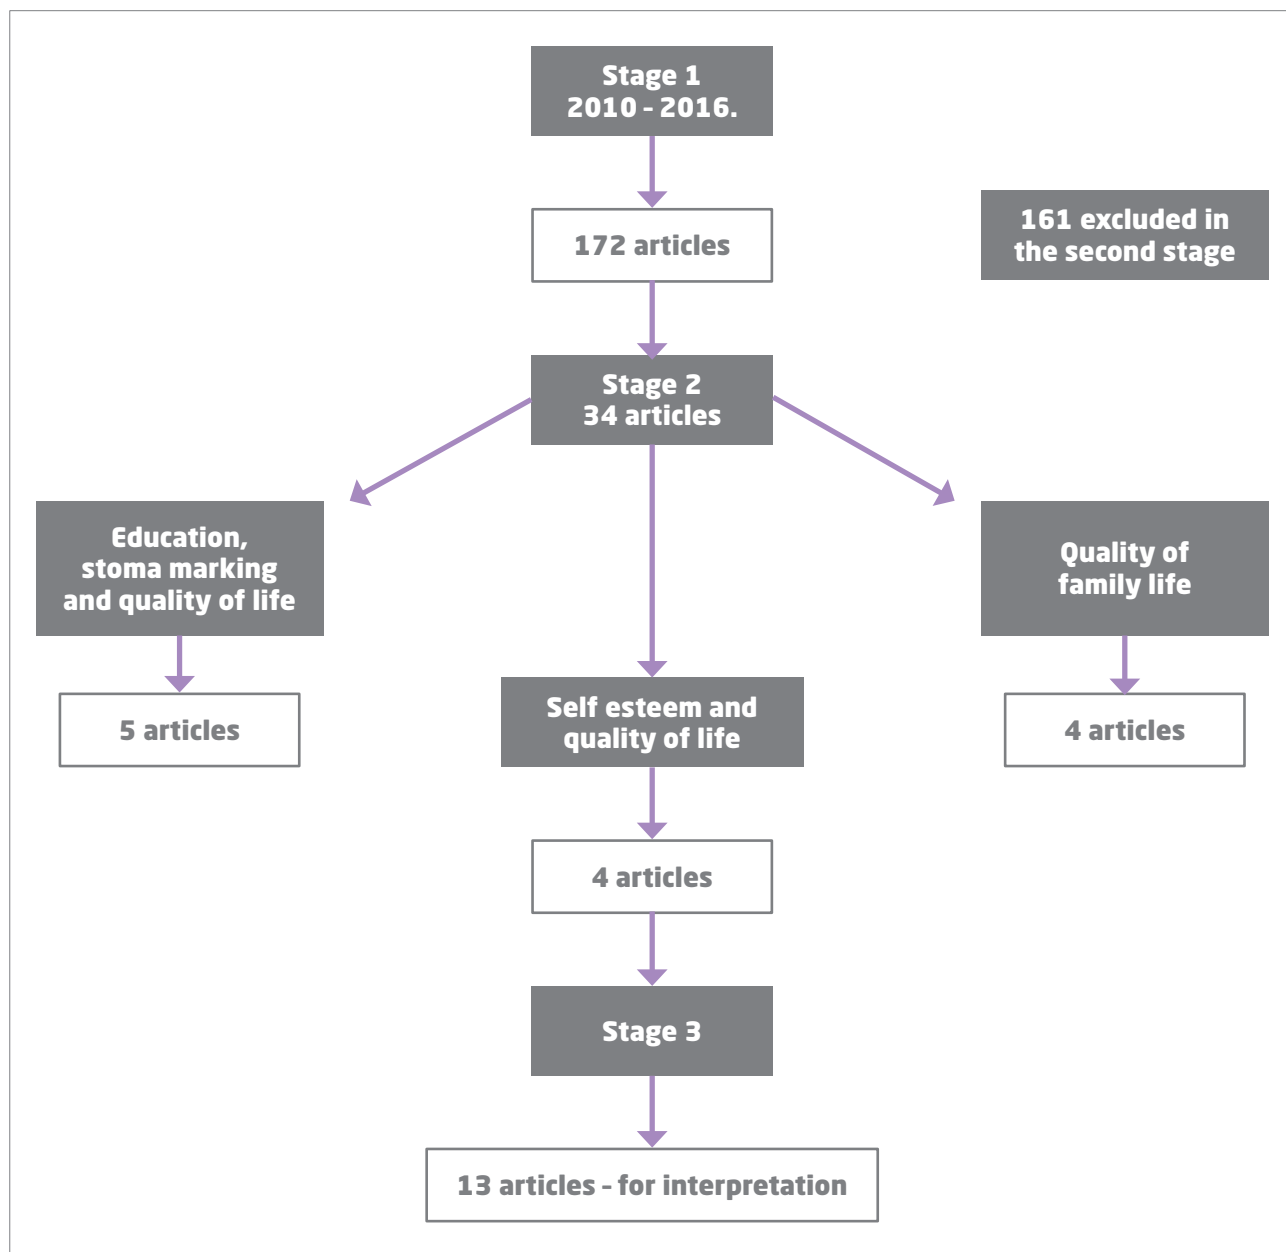 Stage 1
2010 – 2016.
172 articles
161 excluded in
the second stage
Stage 2
34 articles
Education,
stoma marking
and quality of life
Quality of
family life
5 articles
Self esteem and
quality of life
4 articles
4 articles
Stage 3
13 articles – for interpretation